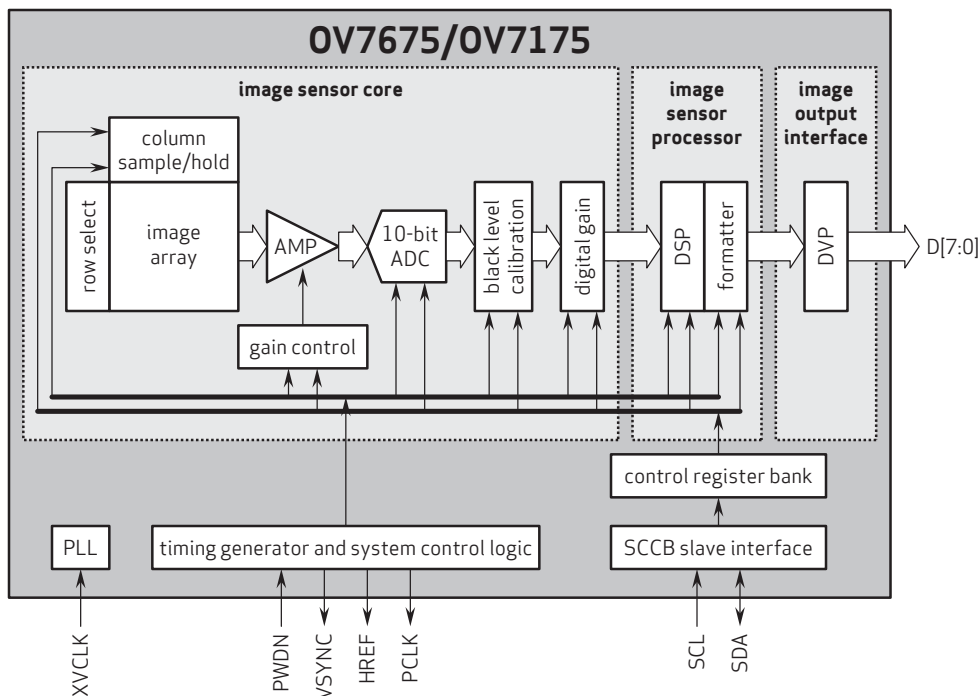 OV7675/OV7175
image sensor core
image
sensor
processor
image
output
interface
column
sample/hold
row select
image
array
AMP
10-bit
ADC
black level
calibration
digital gain
DSP
formatter
DVP
D[7:0]
gain control
control register bank
PLL
timing generator and system control logic
SCCB slave interface
XVCLK
PWDN
VSYNC
HREF
PCLK
SCL
SDA